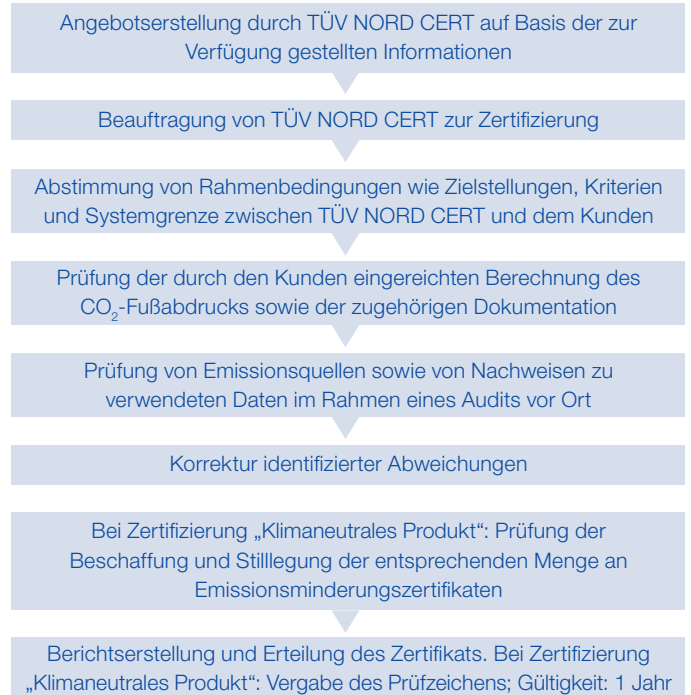 Angebotserstellung durch TÜV NORD CERT auf Basis der zur
Verfügung gestellten Informationen
Beauftragung von TÜV NORD CERT zur Zertifizierung
Abstimmung von Rahmenbedingungen wie Zielstellungen, Kriterien
und Systemgrenze zwischen TÜV NORD CERT und dem Kunden
Prüfung der durch den Kunden eingereichten Berechnung des
CO₂-Fußabdrucks sowie der zugehörigen Dokumentation
Prüfung von Emissionsquellen sowie von Nachweisen zu
verwendeten Daten im Rahmen eines Audits vor Ort
Korrektur identifizierter Abweichungen
Bei Zertifizierung „Klimaneutrales Produkt“: Prüfung der
Beschaffung und Stilllegung der entsprechenden Menge an
Emissionsminderungszertifikaten
Berichtserstellung und Erteilung des Zertifikats. Bei Zertifizierung
„Klimaneutrales Produkt“: Vergabe des Prüfzeichens; Gültigkeit: 1 Jahr